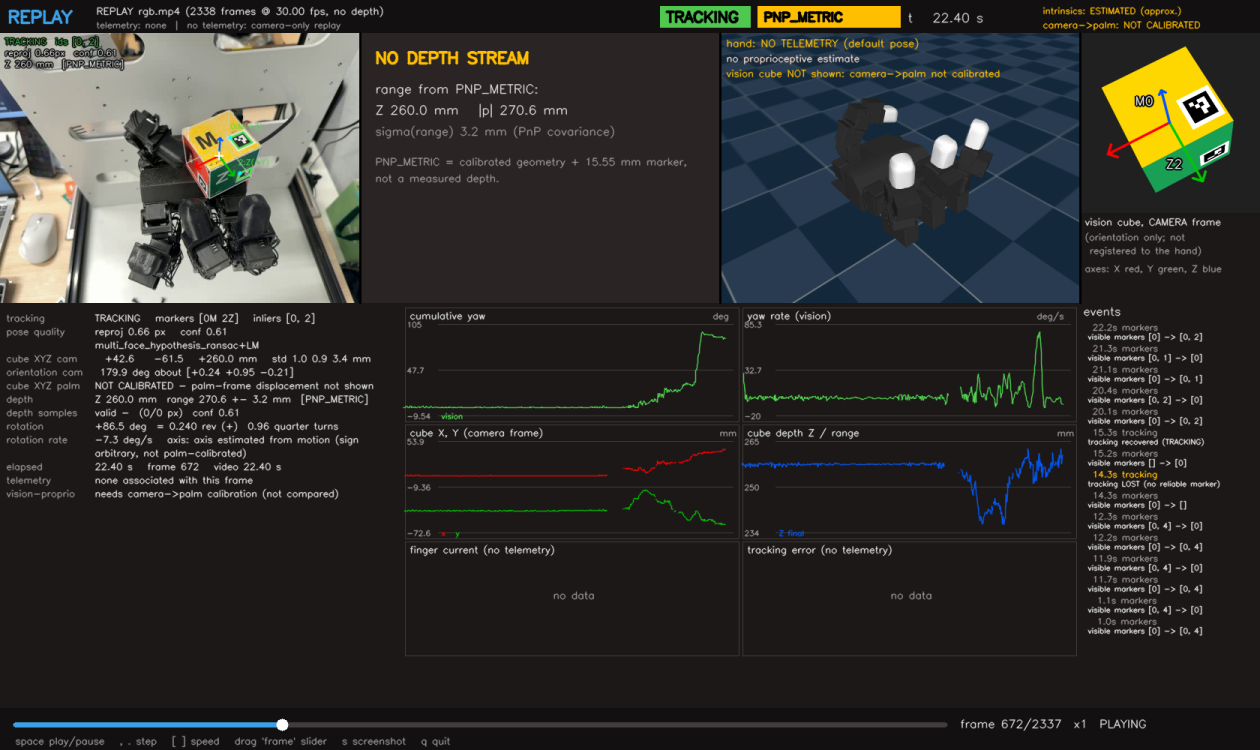 REPLAY
REPLAY rgb.mp4 (2338 frames @ 30.00 fps, no depth)
telemetry: none | no telemetry: camera-only replay
TRACKING
PNP_METRIC
t 22.40 s
intrinsics: ESTIMATED (approx.)
camera->palm: NOT CALIBRATED
TRACKING ids [0, 2]
reproj 0.66px conf 0.61
Z 260 mm [PNP_METRIC]
M
Z
NO DEPTH STREAM
range from PNP_METRIC:
Z 260.0 mm |p| 270.6 mm
sigma(range) 3.2 mm (PnP covariance)
PNP_METRIC = calibrated geometry + 15.55 mm marker,
not a measured depth.
hand: NO TELEMETRY (default pose)
no proprioceptive estimate
vision cube NOT shown: camera->palm not calibrated
M0
Z2
vision cube, CAMERA frame
(orientation only; not
registered to the hand)
axes: X red, Y green, Z blue
tracking TRACKING markers [0M 2Z] inliers [0, 2]
pose quality reproj 0.66 px conf 0.61
multi_face_hypothesis_ransac+LM
cube XYZ cam +42.6 -61.5 +260.0 mm std 1.0 0.9 3.4 mm
orientation cam 179.9 deg about [+0.24 +0.95 -0.21]
cube XYZ palm NOT CALIBRATED - palm-frame displacement not shown
depth Z 260.0 mm range 270.6 +- 3.2 mm [PNP_METRIC]
depth samples valid - (0/0 px) conf 0.61
rotation +86.5 deg = 0.240 rev (+) 0.96 quarter turns
rotation rate -7.3 deg/s axis: axis estimated from motion (sign
arbitrary, not palm-calibrated)
elapsed 22.40 s frame 672 video 22.40 s
telemetry none associated with this frame
vision-proprio needs camera->palm calibration (not compared)
cumulative yaw deg
105
47.7
-9.54 vision
yaw rate (vision) deg/s
85.3
32.7
-20
cube X, Y (camera frame) mm
53.9
-9.36
-72.6 x y
cube depth Z / range mm
265
250
234 Z final
finger current (no telemetry)
no data
tracking error (no telemetry)
no data
events
22.2s markers
visible markers [0] -> [0, 2]
21.3s markers
visible markers [0, 1] -> [0]
21.1s markers
visible markers [0] -> [0, 1]
20.4s markers
visible markers [0, 2] -> [0]
20.1s markers
visible markers [0] -> [0, 2]
15.3s tracking
tracking recovered (TRACKING)
15.2s markers
visible markers [] -> [0]
14.3s tracking
tracking LOST (no reliable marker)
14.3s markers
visible markers [0] -> []
12.3s markers
visible markers [0, 4] -> [0]
12.2s markers
visible markers [0] -> [0, 4]
11.9s markers
visible markers [0, 4] -> [0]
11.7s markers
visible markers [0] -> [0, 4]
1.1s markers
visible markers [0, 4] -> [0]
1.0s markers
visible markers [0] -> [0, 4]
frame 672/2337 x1 PLAYING
space play/pause , . step [ ] speed drag 'frame' slider s screenshot q quit